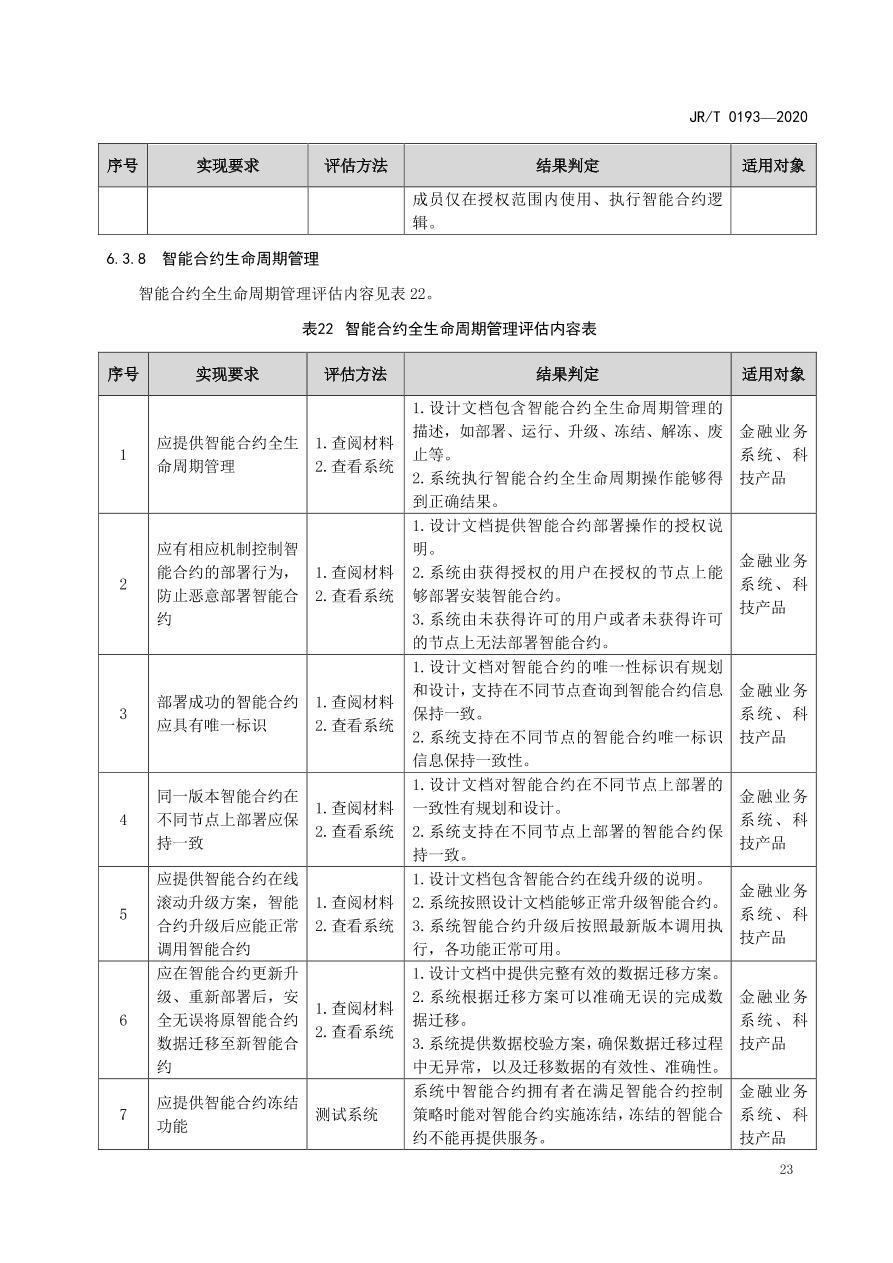 JR/T 0193—2020
序号 实现要求 评估方法 结果判定 适用对象
成员仅在授权范围内使用、执行智能合约逻
辑。
6.3.8 智能合约生命周期管理
智能合约全生命周期管理评估内容见表 22。
表22 智能合约全生命周期管理评估内容表
序号 实现要求 评估方法 结果判定 适用对象
1
应提供智能合约全生
命周期管理
1.查阅材料
2.查看系统
1.设计文档包含智能合约全生命周期管理的
描述，如部署、运行、升级、冻结、解冻、废
止等。
2.系统执行智能合约全生命周期操作能够得
到正确结果。
金融业务
系统、科
技产品
2
应有相应机制控制智
能合约的部署行为，
防止恶意部署智能合
约
1.查阅材料
2.查看系统
1.设计文档提供智能合约部署操作的授权说
明。
2.系统由获得授权的用户在授权的节点上能
够部署安装智能合约。
3.系统由未获得许可的用户或者未获得许可
的节点上无法部署智能合约。
金融业务
系统、科
技产品
3
部署成功的智能合约
应具有唯一标识
1.查阅材料
2.查看系统
1.设计文档对智能合约的唯一性标识有规划
和设计，支持在不同节点查询到智能合约信息
保持一致。
2.系统支持在不同节点的智能合约唯一标识
信息保持一致性。
金融业务
系统、科
技产品
4
同一版本智能合约在
不同节点上部署应保
持一致
1.查阅材料
2.查看系统
1.设计文档对智能合约在不同节点上部署的
一致性有规划和设计。
2.系统支持在不同节点上部署的智能合约保
持一致。
金融业务
系统、科
技产品
5
应提供智能合约在线
滚动升级方案，智能
合约升级后应能正常
调用智能合约
1.查阅材料
2.查看系统
1.设计文档包含智能合约在线升级的说明。
2.系统按照设计文档能够正常升级智能合约。
3.系统智能合约升级后按照最新版本调用执
行，各功能正常可用。
金融业务
系统、科
技产品
6
应在智能合约更新升
级、重新部署后，安
全无误将原智能合约
数据迁移至新智能合
约
1.查阅材料
2.查看系统
1.设计文档中提供完整有效的数据迁移方案。
2.系统根据迁移方案可以准确无误的完成数
据迁移。
3.系统提供数据校验方案，确保数据迁移过程
中无异常，以及迁移数据的有效性、准确性。
金融业务
系统、科
技产品
7
应提供智能合约冻结
功能
测试系统
系统中智能合约拥有者在满足智能合约控制
策略时能对智能合约实施冻结，冻结的智能合
约不能再提供服务。
金融业务
系统、科
技产品
23